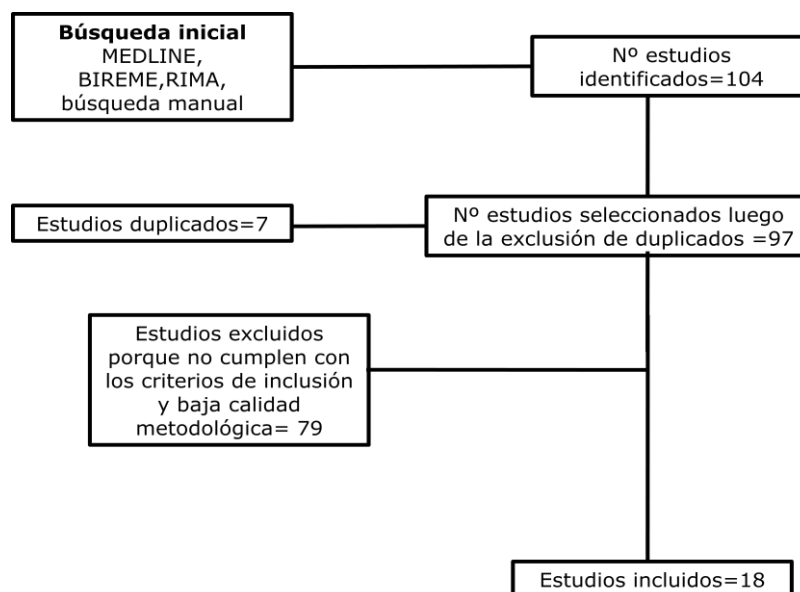 Búsqueda inicial
MEDLINE,
BIREME,RIMA,
búsqueda manual
Nº estudios
identificados=104
Estudios duplicados=7
Nº estudios seleccionados luego
de la exclusión de duplicados =97
Estudios excluidos
porque no cumplen con
los criterios de inclusión
y baja calidad
metodológica= 79
Estudios incluidos=18